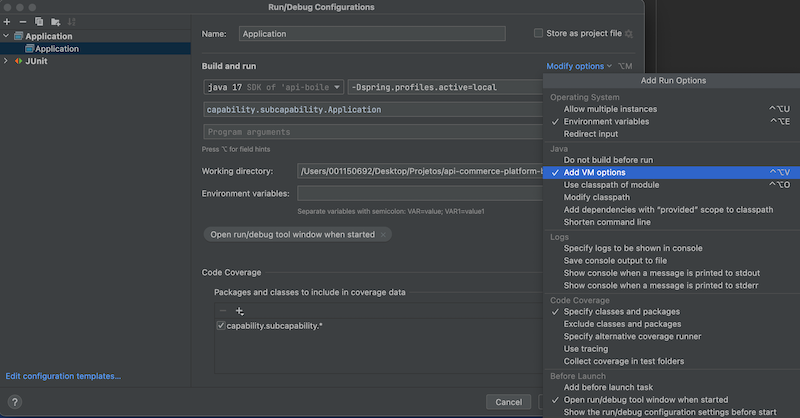 Run/Debug Configurations
Application
Application
JUnit
Edit configuration templates...
?
Name:
Application
Store as project file
Build and run
Modify options
⌥M
java 17 SDK of 'api-boile
-Dspring.profiles.active=local
capability.subcapability.Application
Program arguments
Press ⌥ for field hints
Working directory:
/Users/001150692/Desktop/Projetos/api-commerce-platform-
Environment variables:
Separate variables with semicolon: VAR=value; VAR1=value1
Open run/debug tool window when started
Code Coverage
Packages and classes to include in coverage data
capability.subcapability.*
Cancel
Add Run Options
Operating System
Allow multiple instances ^⌥U
Environment variables ^⌥E
Redirect input
Java
Do not build before run
Add VM options ^⌥V
Use classpath of module ^⌥O
Modify classpath
Add dependencies with "provided" scope to classpath
Shorten command line
Logs
Specify logs to be shown in console
Save console output to file
Show console when a message is printed to stdout
Show console when a message is printed to stderr
Code Coverage
Specify classes and packages
Exclude classes and packages
Specify alternative coverage runner
Use tracing
Collect coverage in test folders
Before Launch
Add before launch task
Open run/debug tool window when started
Show the run/debug configuration settings before start